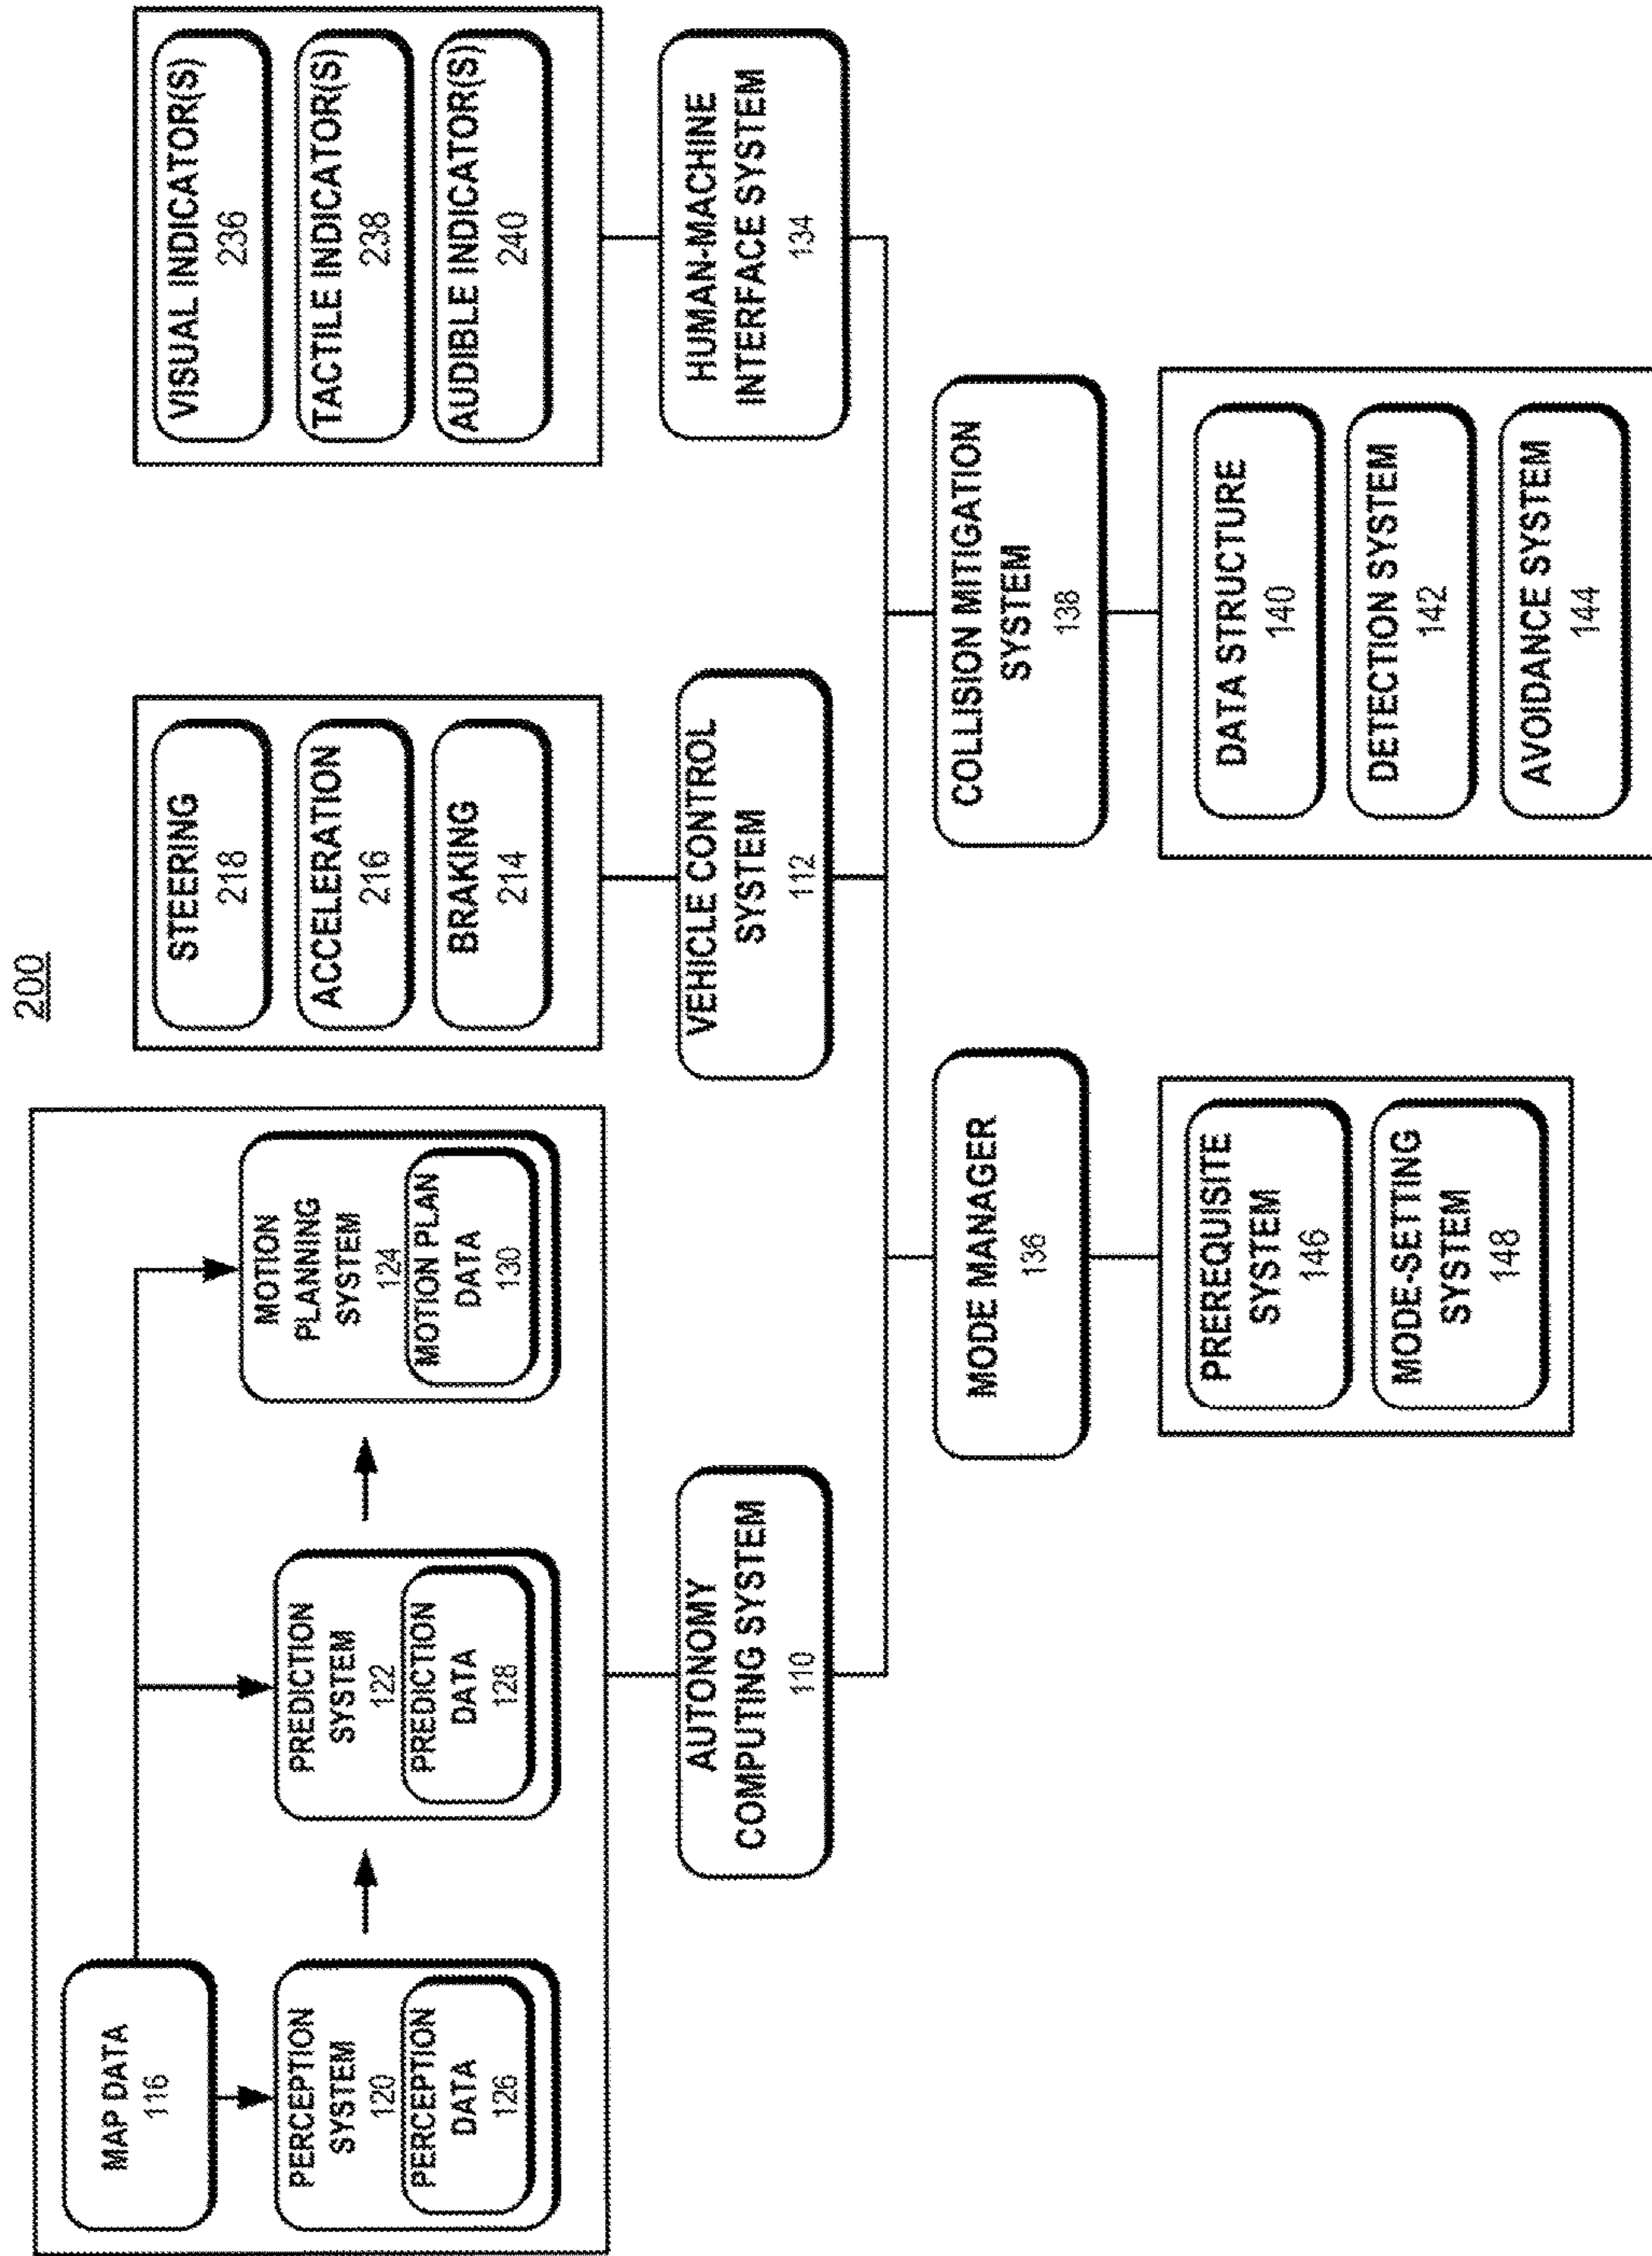 200
MAP DATA
116
PERCEPTION
SYSTEM
120
PERCEPTION
DATA
126
PREDICTION
SYSTEM
122
PREDICTION
DATA
128
MOTION
PLANNING
SYSTEM
124
MOTION PLAN
DATA
130
STEERING
218
ACCELERATION
216
BRAKING
214
VISUAL INDICATOR(S)
236
TACTILE INDICATOR(S)
238
AUDIBLE INDICATOR(S)
240
AUTONOMY
COMPUTING SYSTEM
110
VEHICLE CONTROL
SYSTEM
112
HUMAN-MACHINE
INTERFACE SYSTEM
134
MODE MANAGER
136
COLLISION MITIGATION
SYSTEM
138
PREREQUISITE
SYSTEM
146
MODE-SETTING
SYSTEM
148
DATA STRUCTURE
140
DETECTION SYSTEM
142
AVOIDANCE SYSTEM
144